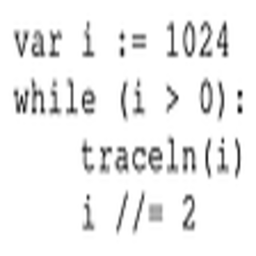 var i := 1024
while (i > 0):
    traceln(i)
    i //= 2